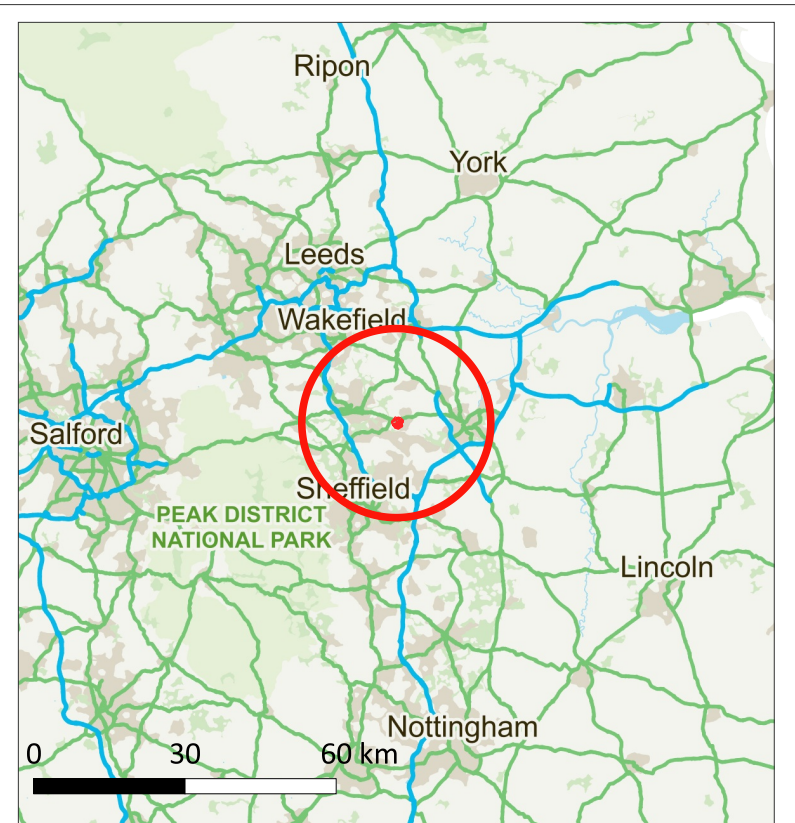 Ripon
York
Leeds
Wakefield
Salford
Sheffield
PEAK DISTRICT
NATIONAL PARK
Lincoln
Nottingham
0 30 60 km